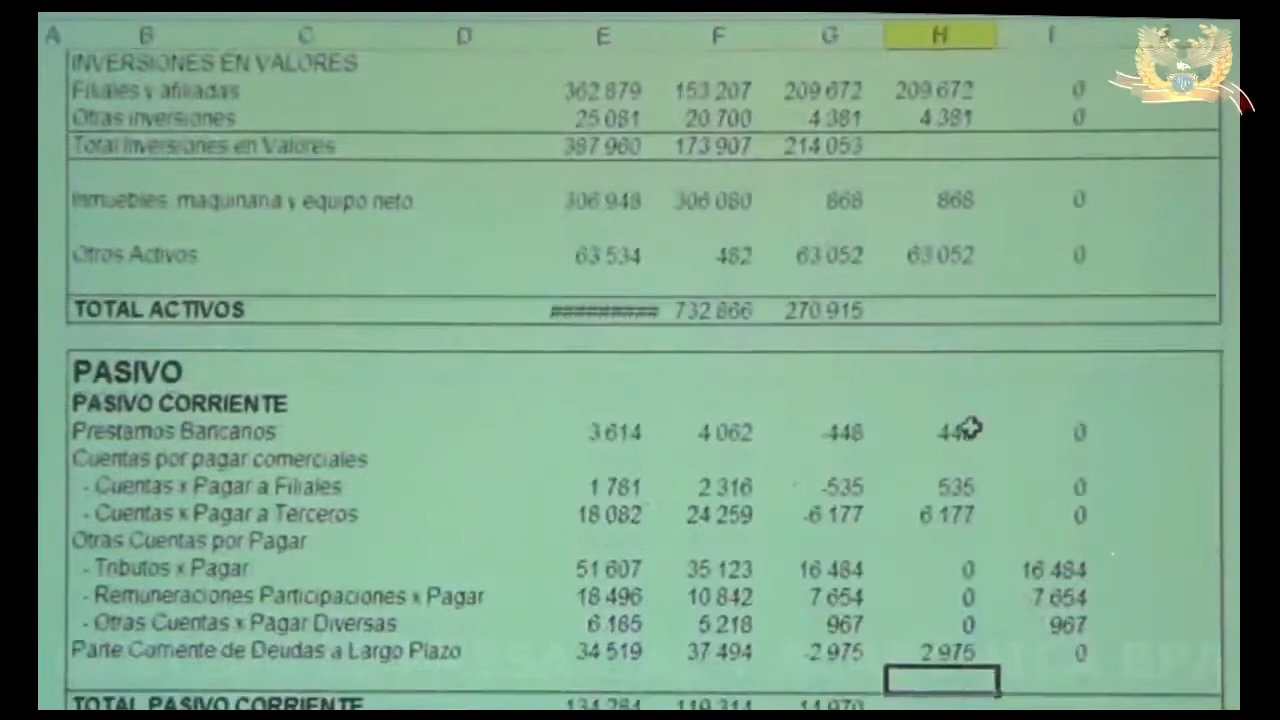 A B C D E F G H I
INVERSIONES EN VALORES
Filiales y afiliadas 362 879 153 207 209 672 209 672 0
Otras inversiones 25 081 20 700 4 381 4 381 0
Total Inversiones en Valores 387 960 173 907 214 053
Inmuebles, maquinaria y equipo neto 306 948 306 080 868 868 0
Otros Activos 63 534 482 63 052 63 052 0
TOTAL ACTIVOS ######### 732 866 270 915
PASIVO
PASIVO CORRIENTE
Prestamos Bancarios 3 614 4 062 -448 448 0
Cuentas por pagar comerciales
- Cuentas x Pagar a Filiales 1 781 2 316 -535 535 0
- Cuentas x Pagar a Terceros 18 082 24 259 -6 177 6 177 0
Otras Cuentas por Pagar
- Tributos x Pagar 51 607 35 123 16 484 0 16 484
- Remuneraciones Participaciones x Pagar 18 496 10 842 7 654 0 7 654
- Otras Cuentas x Pagar Diversas 6 185 5 218 967 0 967
Parte Corriente de Deudas a Largo Plazo 34 519 37 494 -2 975 2 975 0
TOTAL PASIVO CORRIENTE 134 284 119 314 14 970